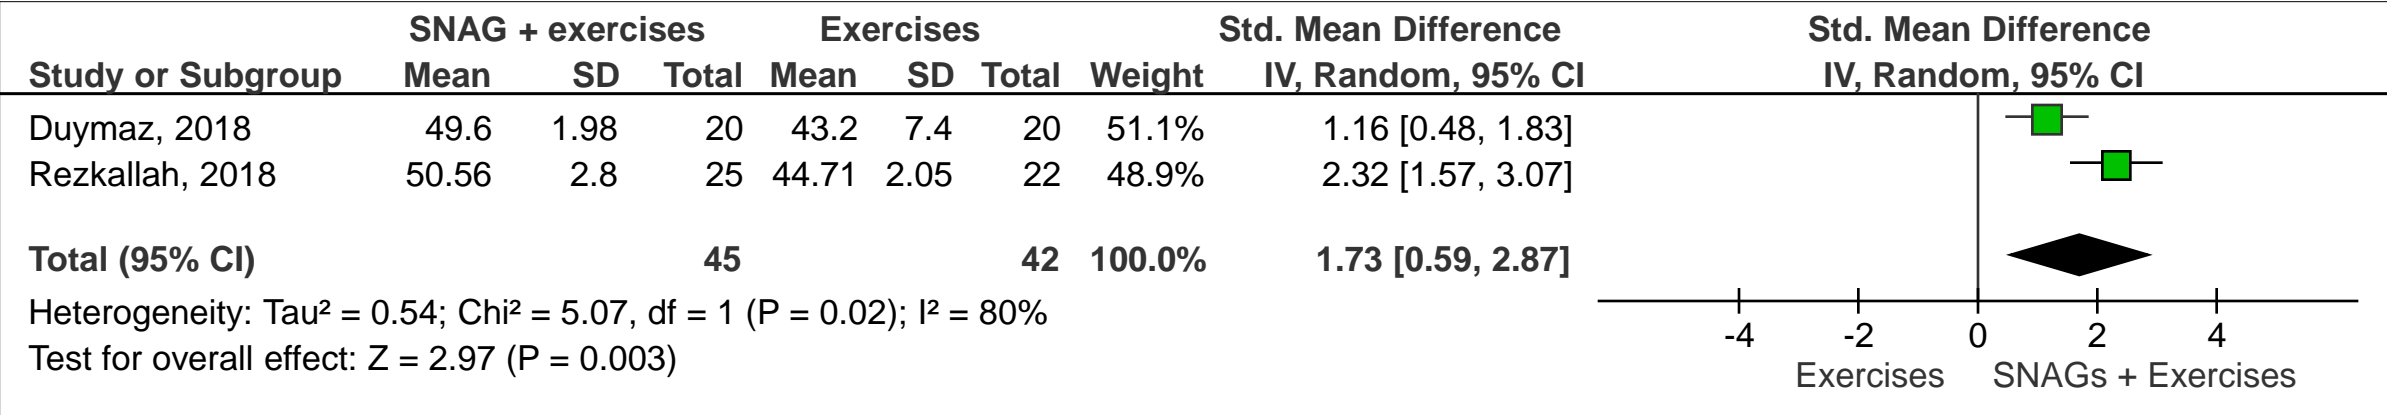 SNAG + exercises Exercises Std. Mean Difference Std. Mean Difference
Study or Subgroup Mean SD Total Mean SD Total Weight IV, Random, 95% CI IV, Random, 95% CI
Duymaz, 2018 49.6 1.98 20 43.2 7.4 20 51.1% 1.16 [0.48, 1.83]
Rezkallah, 2018 50.56 2.8 25 44.71 2.05 22 48.9% 2.32 [1.57, 3.07]
Total (95% CI) 45 42 100.0% 1.73 [0.59, 2.87]
Heterogeneity: Tau² = 0.54; Chi² = 5.07, df = 1 (P = 0.02); I² = 80%
Test for overall effect: Z = 2.97 (P = 0.003)
-4 -2 0 2 4
Exercises SNAGs + Exercises